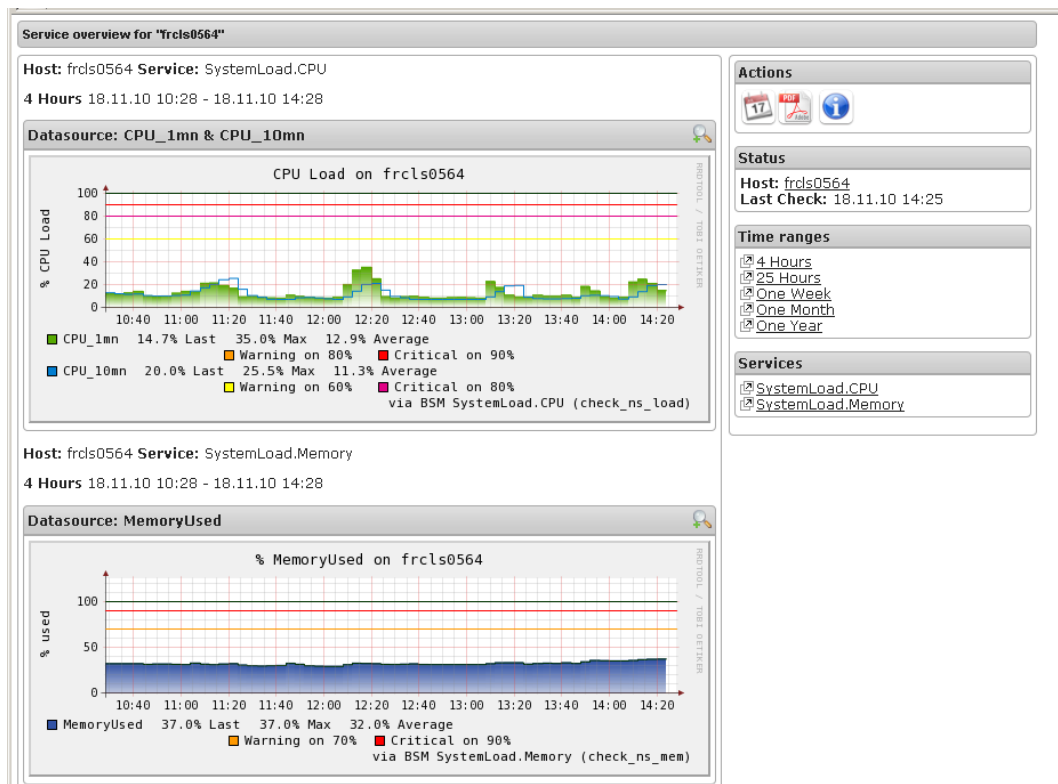 Service overview for "frcls0564"
Host: frcls0564 Service: SystemLoad.CPU
4 Hours 18.11.10 10:28 - 18.11.10 14:28
Datasource: CPU_1mn & CPU_10mn
CPU Load on frcls0564
RRDTOOL / TOBI OETIKER
% CPU Load
100
80
60
40
20
0
10:40 11:00 11:20 11:40 12:00 12:20 12:40 13:00 13:20 13:40 14:00 14:20
CPU_1mn 14.7% Last 35.0% Max 12.9% Average
Warning on 80% Critical on 90%
CPU_10mn 20.0% Last 25.5% Max 11.3% Average
Warning on 60% Critical on 80%
via BSM SystemLoad.CPU (check_ns_load)
Host: frcls0564 Service: SystemLoad.Memory
4 Hours 18.11.10 10:28 - 18.11.10 14:28
Datasource: MemoryUsed
% MemoryUsed on frcls0564
RRDTOOL / TOBI OETIKER
% used
100
50
0
10:40 11:00 11:20 11:40 12:00 12:20 12:40 13:00 13:20 13:40 14:00 14:20
MemoryUsed 37.0% Last 37.0% Max 32.0% Average
Warning on 70% Critical on 90%
via BSM SystemLoad.Memory (check_ns_mem)
Actions
17
PDF
Adobe
Status
Host: frcls0564
Last Check: 18.11.10 14:25
Time ranges
4 Hours
25 Hours
One Week
One Month
One Year
Services
SystemLoad.CPU
SystemLoad.Memory